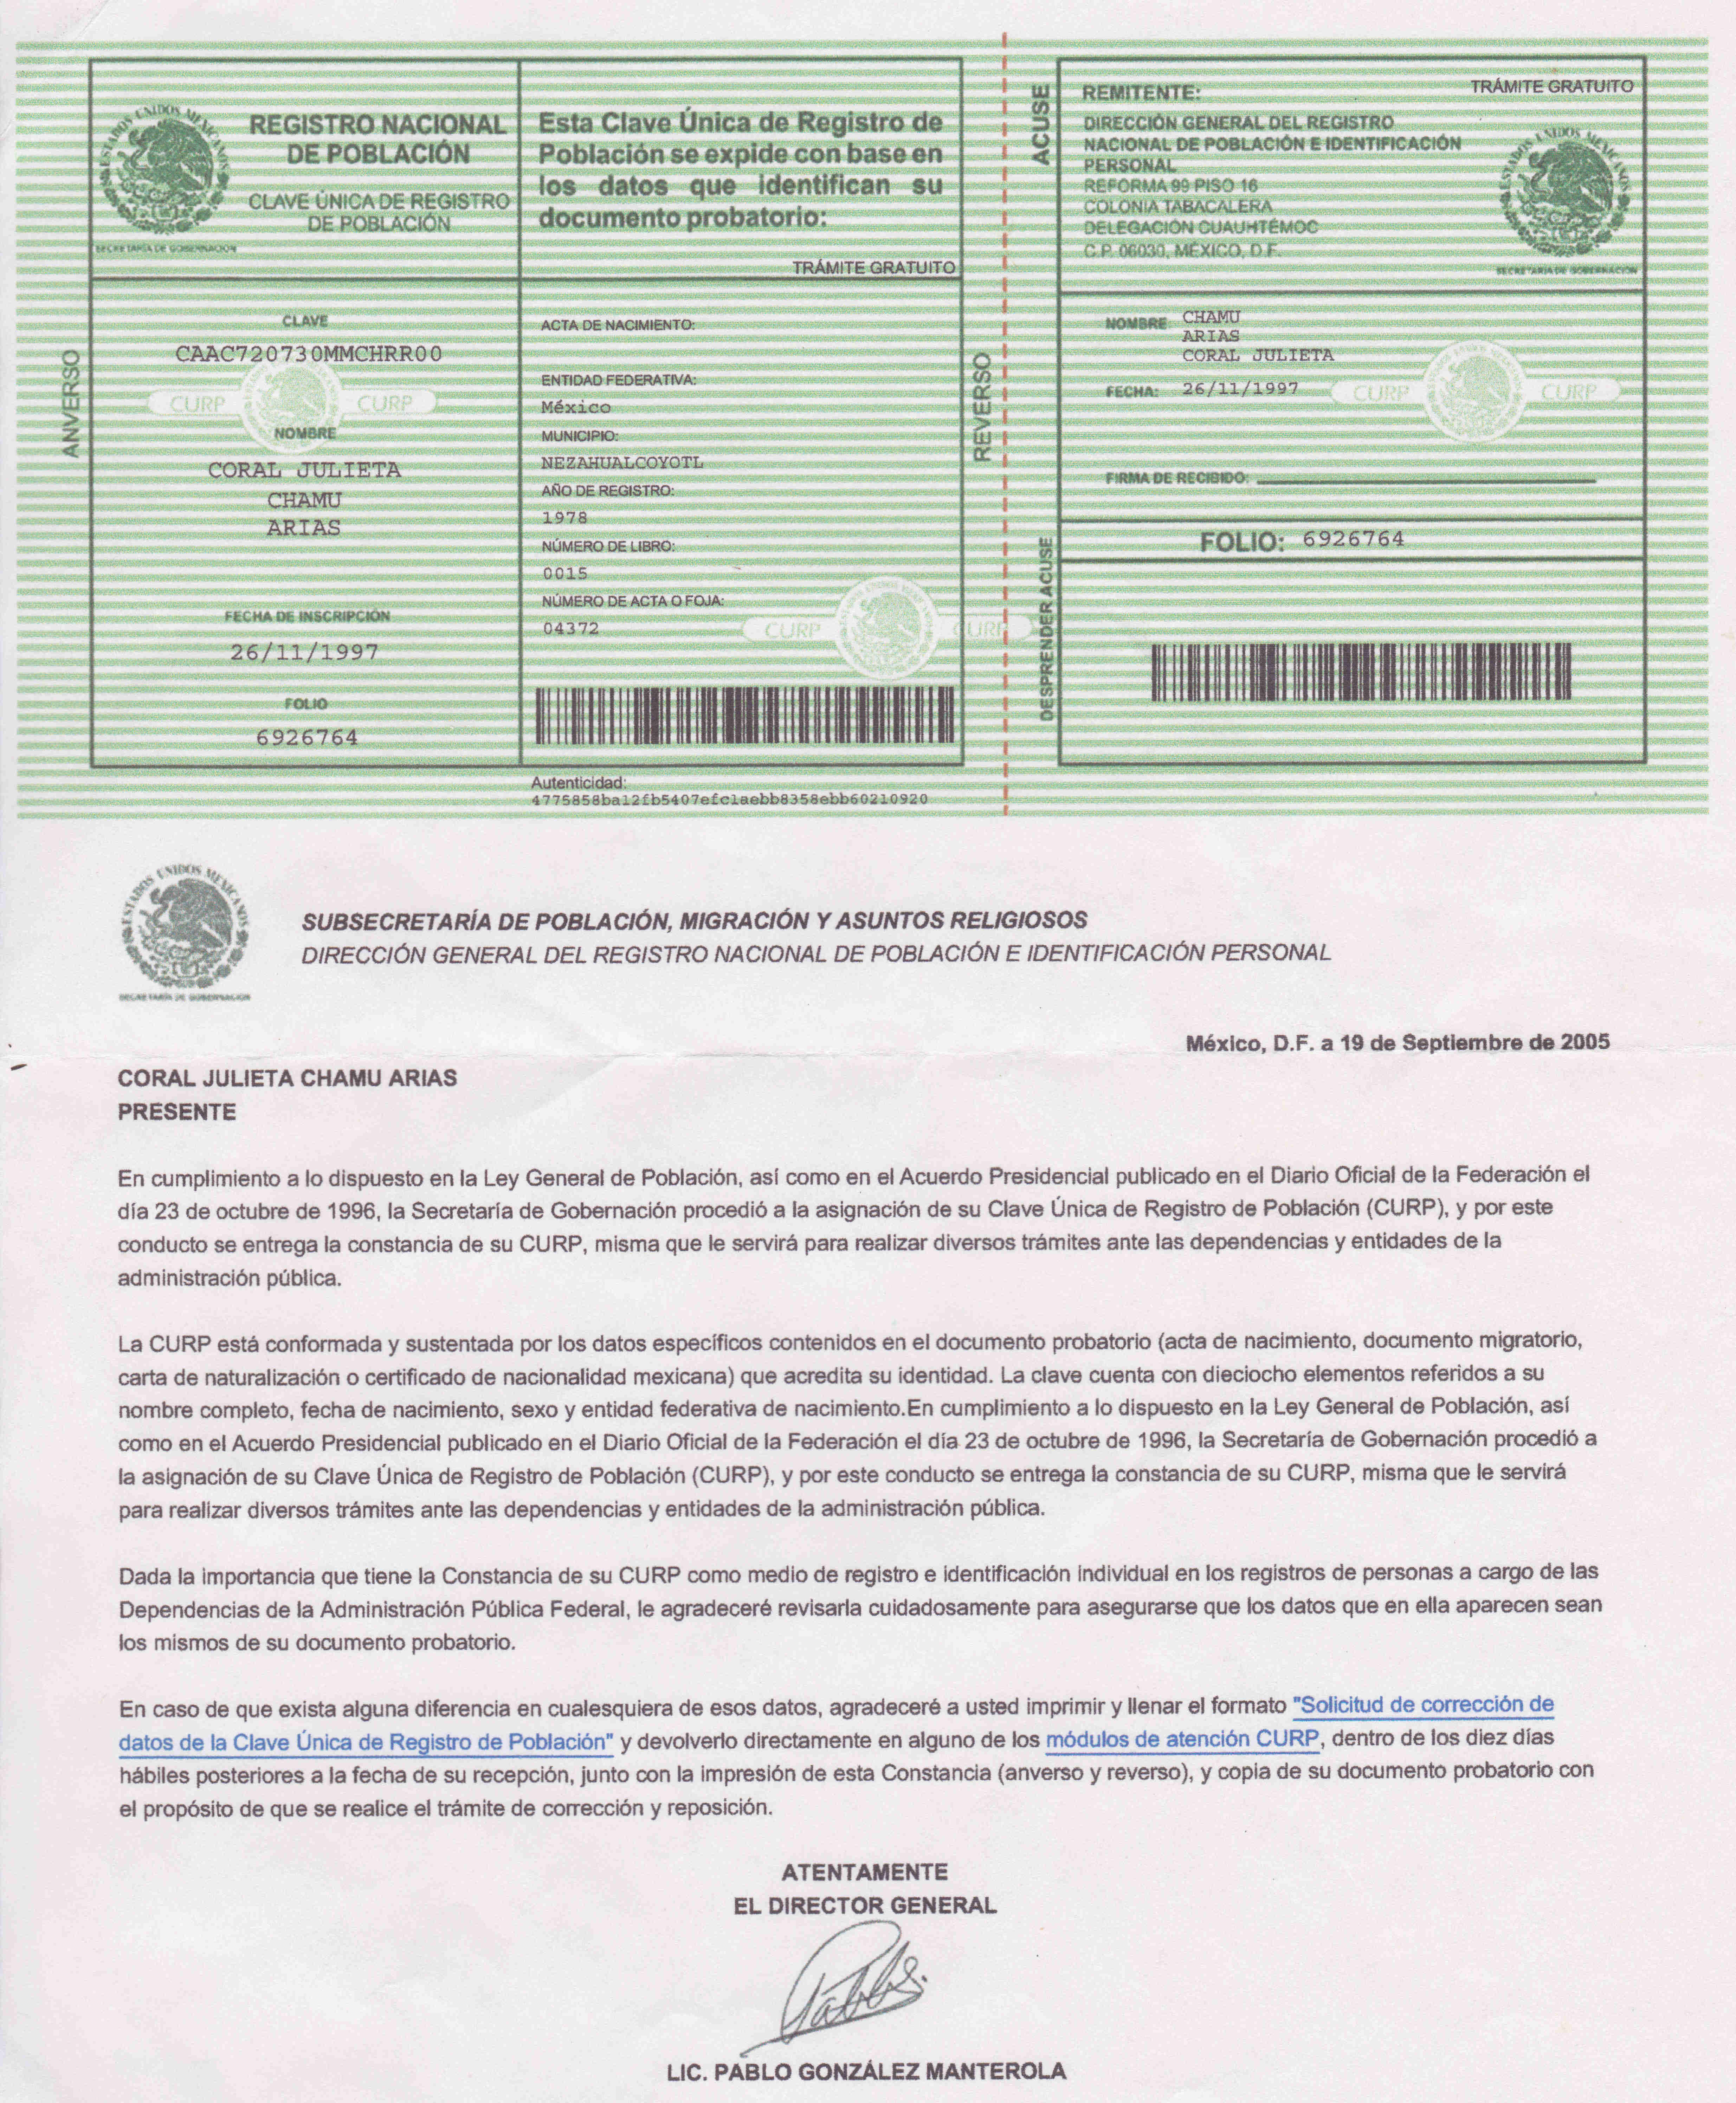 ESTADOS UNIDOS MEXICANOS
SECRETARÍA DE GOBERNACIÓN
REGISTRO NACIONAL
DE POBLACIÓN
CLAVE ÚNICA DE REGISTRO
DE POBLACIÓN
ANVERSO
CLAVE
CAAC720730MMCHRR00
CURP CURP
NOMBRE
CORAL JULIETA
CHAMU
ARIAS
FECHA DE INSCRIPCIÓN
26/11/1997
FOLIO
6926764
Esta Clave Única de Registro de
Población se expide con base en
los datos que identifican su
documento probatorio:
TRÁMITE GRATUITO
ACTA DE NACIMIENTO:
ENTIDAD FEDERATIVA:
México
MUNICIPIO:
NEZAHUALCOYOTL
AÑO DE REGISTRO:
1978
NÚMERO DE LIBRO:
0015
NÚMERO DE ACTA O FOJA:
04372
CURP CURP
REVERSO
Autenticidad:
4775858ba12fb5407efc1aebb8358ebb60210920
ACUSE
DESPRENDER ACUSE
REMITENTE:
TRÁMITE GRATUITO
DIRECCIÓN GENERAL DEL REGISTRO
NACIONAL DE POBLACIÓN E IDENTIFICACIÓN
PERSONAL
REFORMA 99 PISO 16
COLONIA TABACALERA
DELEGACIÓN CUAUHTÉMOC
C.P. 06030, MÉXICO, D.F.
ESTADOS UNIDOS MEXICANOS
SECRETARÍA DE GOBERNACIÓN
NOMBRE CHAMU
ARIAS
CORAL JULIETA
FECHA: 26/11/1997
CURP CURP
FIRMA DE RECIBIDO:
FOLIO: 6926764
ESTADOS UNIDOS MEXICANOS
SECRETARÍA DE GOBERNACIÓN
SUBSECRETARÍA DE POBLACIÓN, MIGRACIÓN Y ASUNTOS RELIGIOSOS
DIRECCIÓN GENERAL DEL REGISTRO NACIONAL DE POBLACIÓN E IDENTIFICACIÓN PERSONAL
México, D.F. a 19 de Septiembre de 2005
CORAL JULIETA CHAMU ARIAS
PRESENTE
En cumplimiento a lo dispuesto en la Ley General de Población, así como en el Acuerdo Presidencial publicado en el Diario Oficial de la Federación el
día 23 de octubre de 1996, la Secretaría de Gobernación procedió a la asignación de su Clave Única de Registro de Población (CURP), y por este
conducto se entrega la constancia de su CURP, misma que le servirá para realizar diversos trámites ante las dependencias y entidades de la
administración pública.
La CURP está conformada y sustentada por los datos específicos contenidos en el documento probatorio (acta de nacimiento, documento migratorio,
carta de naturalización o certificado de nacionalidad mexicana) que acredita su identidad. La clave cuenta con dieciocho elementos referidos a su
nombre completo, fecha de nacimiento, sexo y entidad federativa de nacimiento.En cumplimiento a lo dispuesto en la Ley General de Población, así
como en el Acuerdo Presidencial publicado en el Diario Oficial de la Federación el día 23 de octubre de 1996, la Secretaría de Gobernación procedió a
la asignación de su Clave Única de Registro de Población (CURP), y por este conducto se entrega la constancia de su CURP, misma que le servirá
para realizar diversos trámites ante las dependencias y entidades de la administración pública.
Dada la importancia que tiene la Constancia de su CURP como medio de registro e identificación individual en los registros de personas a cargo de las
Dependencias de la Administración Pública Federal, le agradeceré revisarla cuidadosamente para asegurarse que los datos que en ella aparecen sean
los mismos de su documento probatorio.
En caso de que exista alguna diferencia en cualesquiera de esos datos, agradeceré a usted imprimir y llenar el formato "Solicitud de corrección de
datos de la Clave Única de Registro de Población" y devolverlo directamente en alguno de los módulos de atención CURP, dentro de los diez días
hábiles posteriores a la fecha de su recepción, junto con la impresión de esta Constancia (anverso y reverso), y copia de su documento probatorio con
el propósito de que se realice el trámite de corrección y reposición.
ATENTAMENTE
EL DIRECTOR GENERAL
LIC. PABLO GONZÁLEZ MANTEROLA